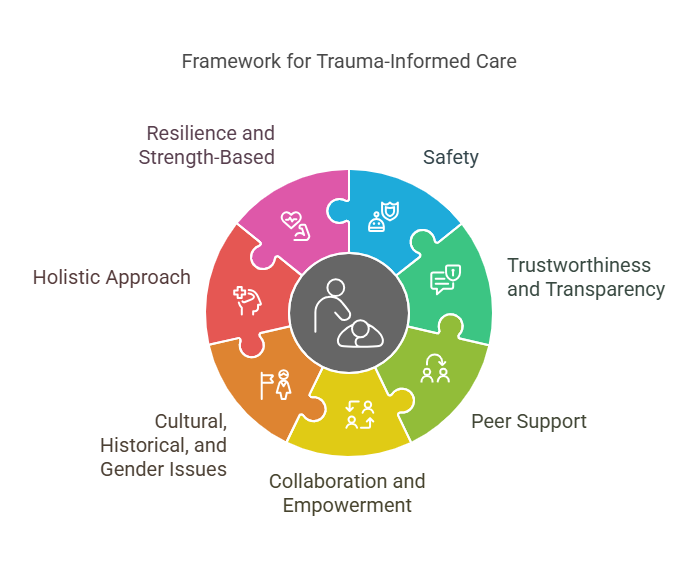 Framework for Trauma-Informed Care
Resilience and
Strength-Based
Safety
Holistic Approach
Trustworthiness
and Transparency
Cultural,
Historical, and
Gender Issues
Peer Support
Collaboration and
Empowerment